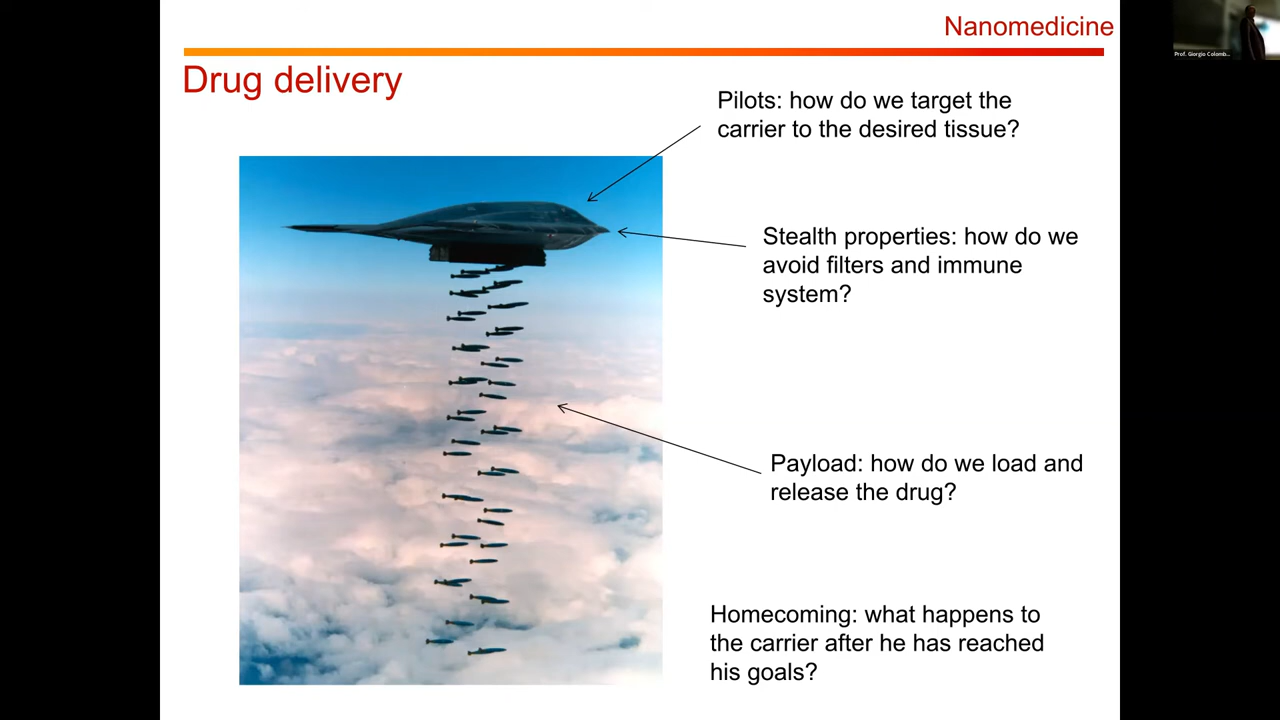 Nanomedicine
Prof. Giorgio Colomb...
Drug delivery
Pilots: how do we target the
carrier to the desired tissue?
Stealth properties: how do we
avoid filters and immune
system?
Payload: how do we load and
release the drug?
Homecoming: what happens to
the carrier after he has reached
his goals?